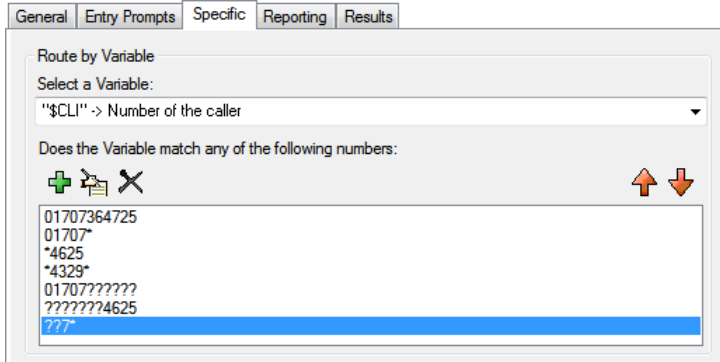 General Entry Prompts Specific Reporting Results
Route by Variable
Select a Variable:
"$CLI" -> Number of the caller
Does the Variable match any of the following numbers:
01707364725
01707*
*4625
*4329*
01707??????
???????4625
??7*